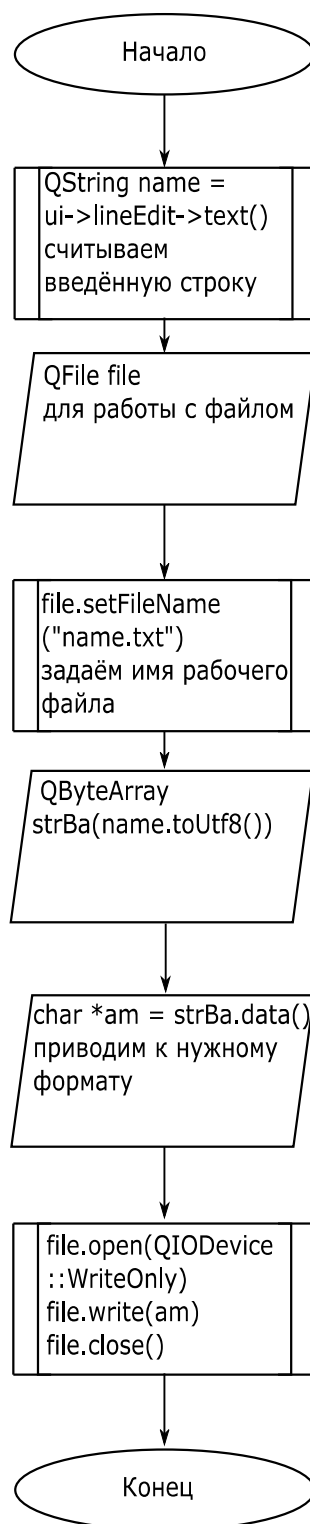 Начало
QString name =
ui->lineEdit->text()
считываем
введённую строку
QFile file
для работы с файлом
file.setFileName
("name.txt")
задаём имя рабочего
файла
QByteArray
strBa(name.toUtf8())
char *am = strBa.data()
приводим к нужному
формату
file.open(QIODevice
::WriteOnly)
file.write(am)
file.close()
Конец